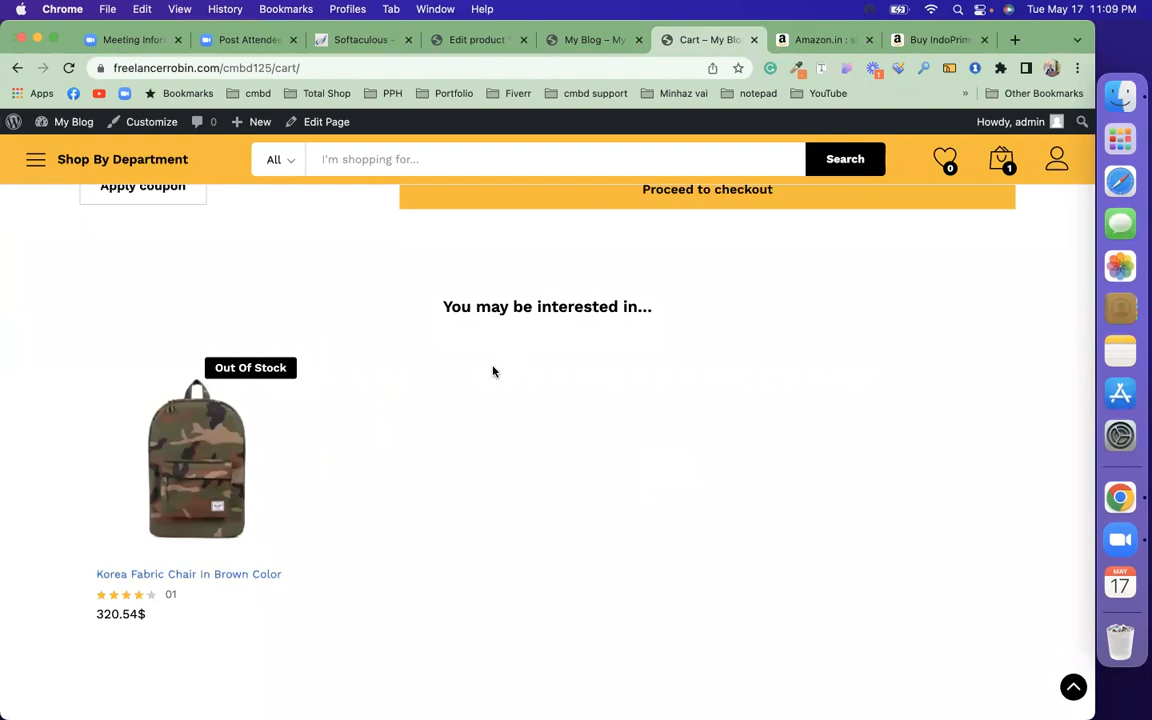 Chrome File Edit View History Bookmarks Profiles Tab Window Help Tue May 17 11:09 PM
Meeting Infor Post Attendee Softaculous - Edit product " My Blog – My Cart – My Blo Amazon.in : s Buy IndoPrim
freelancerrobin.com/cmbd125/cart/
Apps Bookmarks cmbd Total Shop PPH Portfolio Fiverr cmbd support Minhaz vai notepad YouTube » Other Bookmarks
My Blog Customize 0 New Edit Page Howdy, admin
Shop By Department All I'm shopping for... Search 0 1
Apply coupon Proceed to checkout
You may be interested in...
Out Of Stock
Korea Fabric Chair In Brown Color
01
320.54$
MAY
17